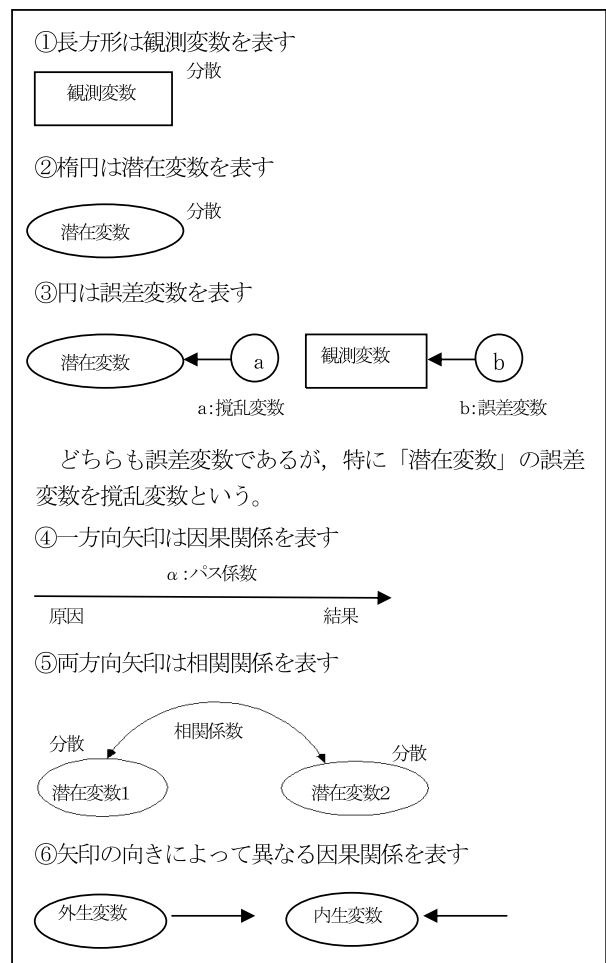 ①長方形は観測変数を表す
分散
観測変数
②楕円は潜在変数を表す
分散
潜在変数
③円は誤差変数を表す
潜在変数 a 観測変数 b
a:撹乱変数 b:誤差変数
どちらも誤差変数であるが，特に「潜在変数」の誤差
変数を撹乱変数という。
④一方向矢印は因果関係を表す
α:パス係数
原因 結果
⑤両方向矢印は相関関係を表す
相関係数
分散 分散
潜在変数1 潜在変数2
⑥矢印の向きによって異なる因果関係を表す
外生変数 内生変数